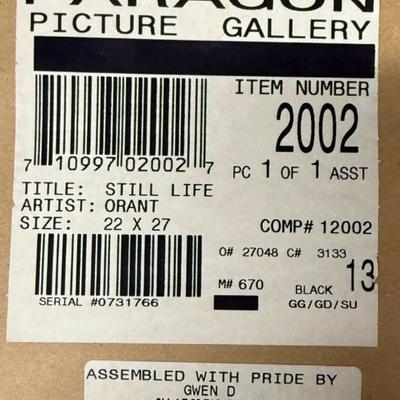 PARAGON
PICTURE GALLERY
ITEM NUMBER
2002
7 10997 02002 7
PC 1 OF 1 ASST
TITLE: STILL LIFE
ARTIST: ORANT
SIZE: 22 X 27
COMP# 12002
O# 27048 C# 3133
M# 670
BLACK 13
GG/GD/SU
SERIAL #0731766
ASSEMBLED WITH PRIDE BY
GWEN D